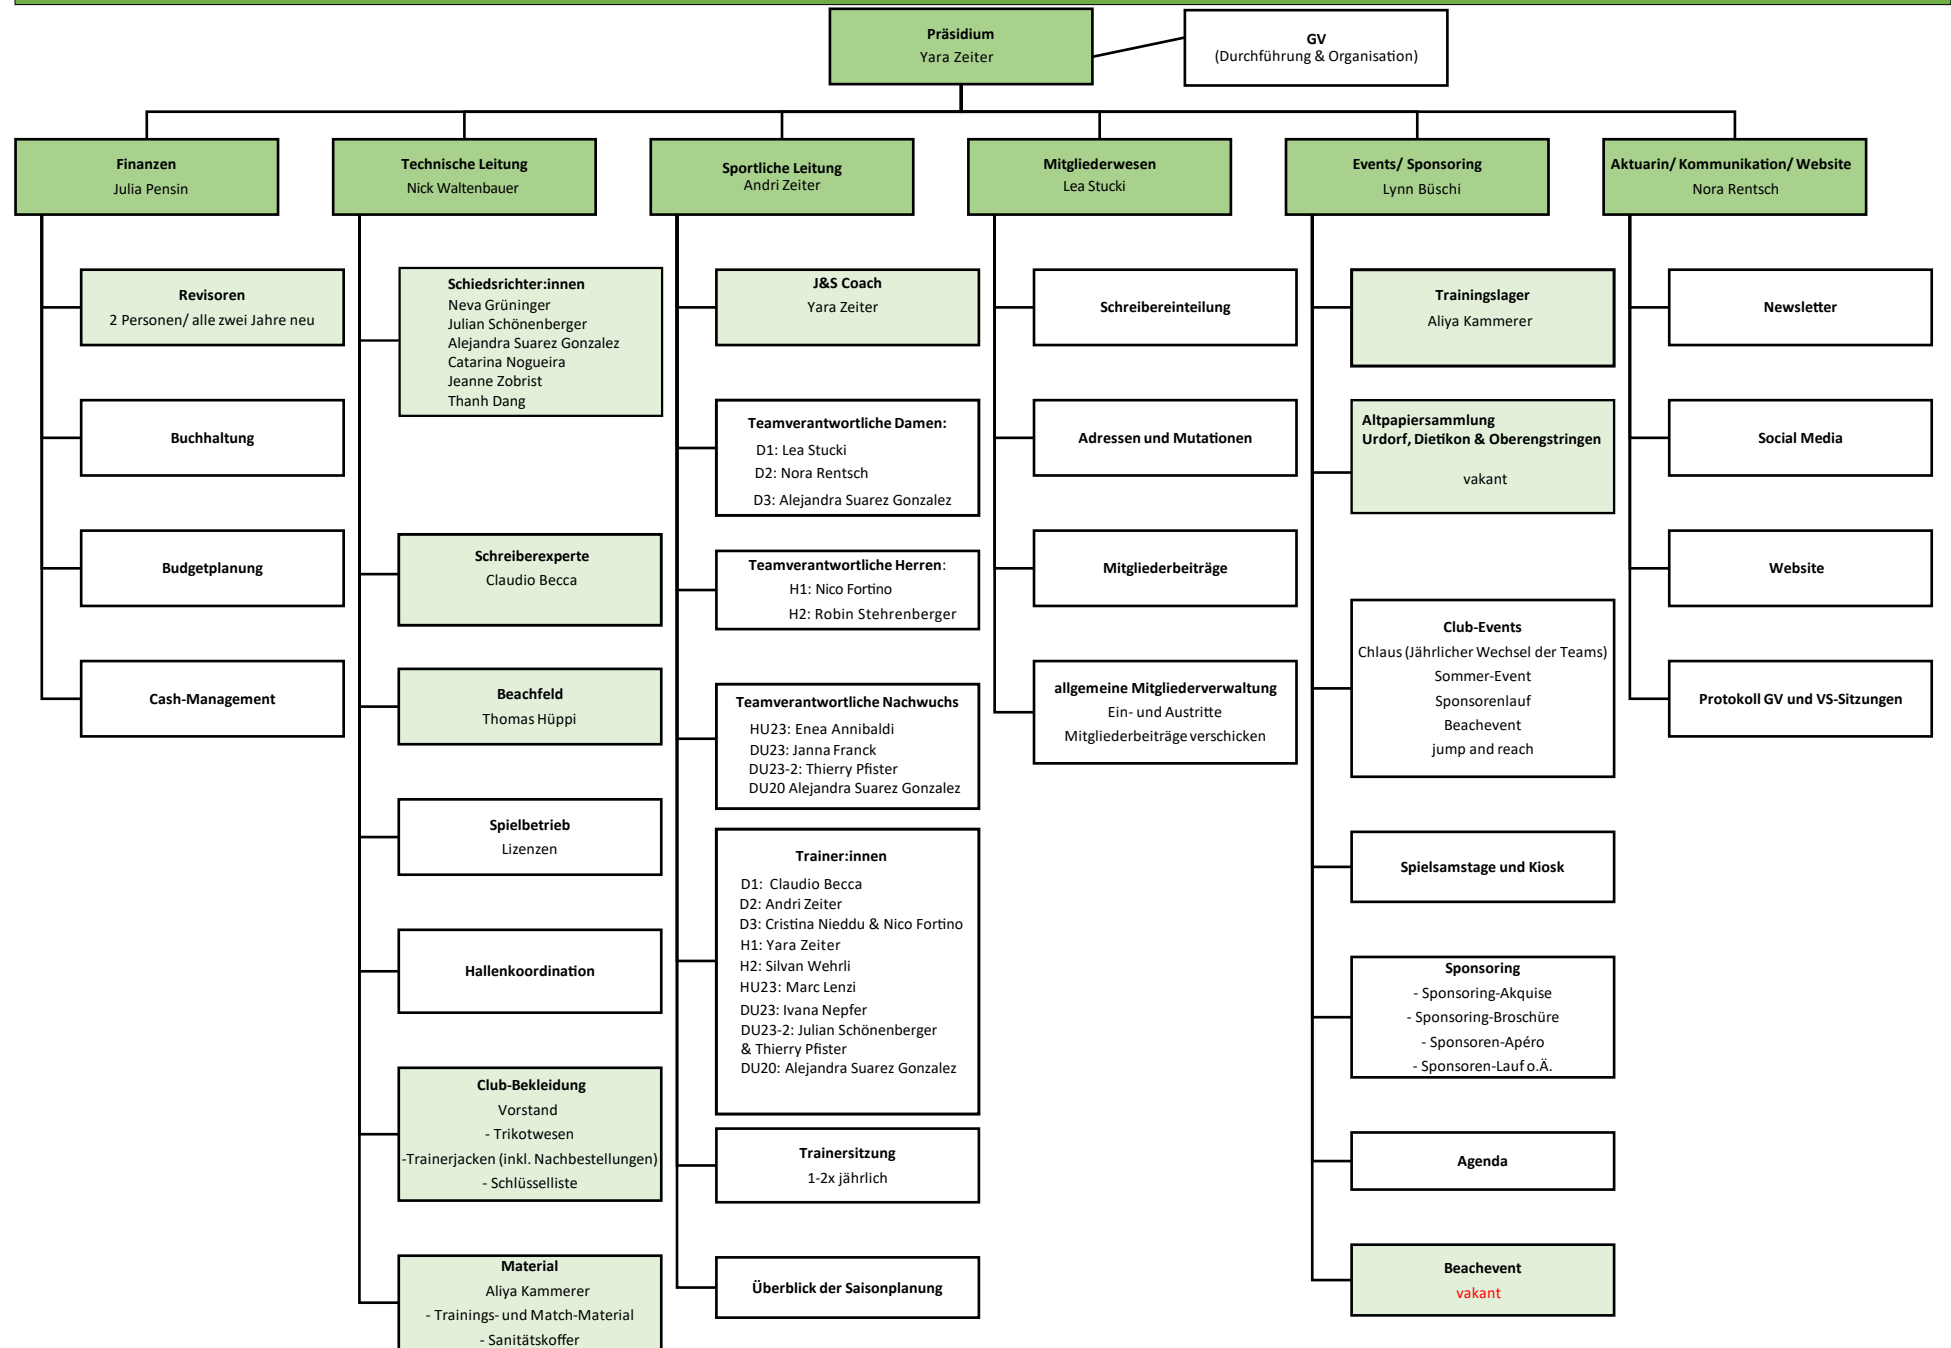 Präsidium
Yara Zeiter
GV
(Durchführung & Organisation)
Finanzen
Julia Pensin
Revisoren
2 Personen/ alle zwei Jahre neu
Buchhaltung
Budgetplanung
Cash-Management
Technische Leitung
Nick Waltenbauer
Schiedsrichter:innen
Neva Grüninger
Julian Schönenberger
Alejandra Suarez Gonzalez
Catarina Nogueira
Jeanne Zobrist
Thanh Dang
Schreiberexperte
Claudio Becca
Beachfeld
Thomas Hüppi
Spielbetrieb
Lizenzen
Hallenkoordination
Club-Bekleidung
Vorstand
- Trikotwesen
-Trainerjacken (inkl. Nachbestellungen)
- Schlüsselliste
Material
Aliya Kammerer
- Trainings- und Match-Material
- Sanitätskoffer
Sportliche Leitung
Andri Zeiter
J&S Coach
Yara Zeiter
Teamverantwortliche Damen:
D1: Lea Stucki
D2: Nora Rentsch
D3: Alejandra Suarez Gonzalez
Teamverantwortliche Herren:
H1: Nico Fortino
H2: Robin Stehrenberger
Teamverantwortliche Nachwuchs
HU23: Enea Annibaldi
DU23: Janna Franck
DU23-2: Thierry Pfister
DU20 Alejandra Suarez Gonzalez
Trainer:innen
D1: Claudio Becca
D2: Andri Zeiter
D3: Cristina Nieddu & Nico Fortino
H1: Yara Zeiter
H2: Silvan Wehrli
HU23: Marc Lenzi
DU23: Ivana Nepfer
DU23-2: Julian Schönenberger
& Thierry Pfister
DU20: Alejandra Suarez Gonzalez
Trainersitzung
1-2x jährlich
Überblick der Saisonplanung
Mitgliederwesen
Lea Stucki
Schreibereinteilung
Adressen und Mutationen
Mitgliederbeiträge
allgemeine Mitgliederverwaltung
Ein- und Austritte
Mitgliederbeiträge verschicken
Events/ Sponsoring
Lynn Büschi
Trainingslager
Aliya Kammerer
Altpapiersammlung
Urdorf, Dietikon & Oberengstringen
vakant
Club-Events
Chlaus (Jährlicher Wechsel der Teams)
Sommer-Event
Sponsorenlauf
Beachevent
jump and reach
Spielsamstage und Kiosk
Sponsoring
- Sponsoring-Akquise
- Sponsoring-Broschüre
- Sponsoren-Apéro
- Sponsoren-Lauf o.Ä.
Agenda
Beachevent
vakant
Aktuarin/ Kommunikation/ Website
Nora Rentsch
Newsletter
Social Media
Website
Protokoll GV und VS-Sitzungen